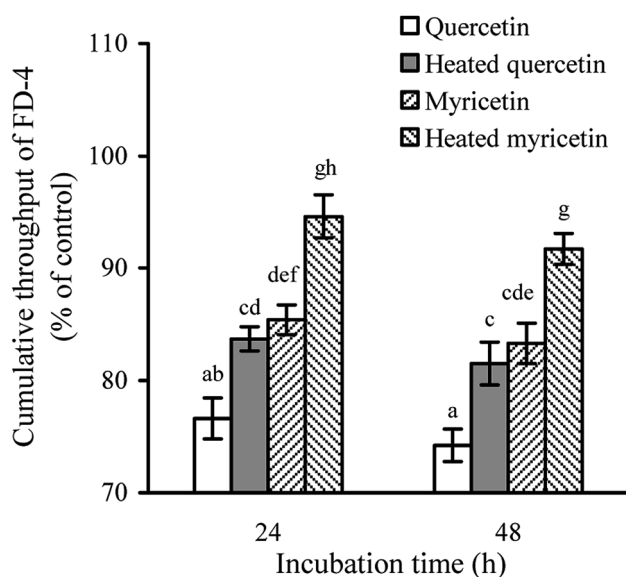 Cumulative throughput of FD-4
(% of control)
110
100
90
80
70
Quercetin
Heated quercetin
Myricetin
Heated myricetin
ab
cd
def
gh
a
c
cde
g
24
48
Incubation time (h)